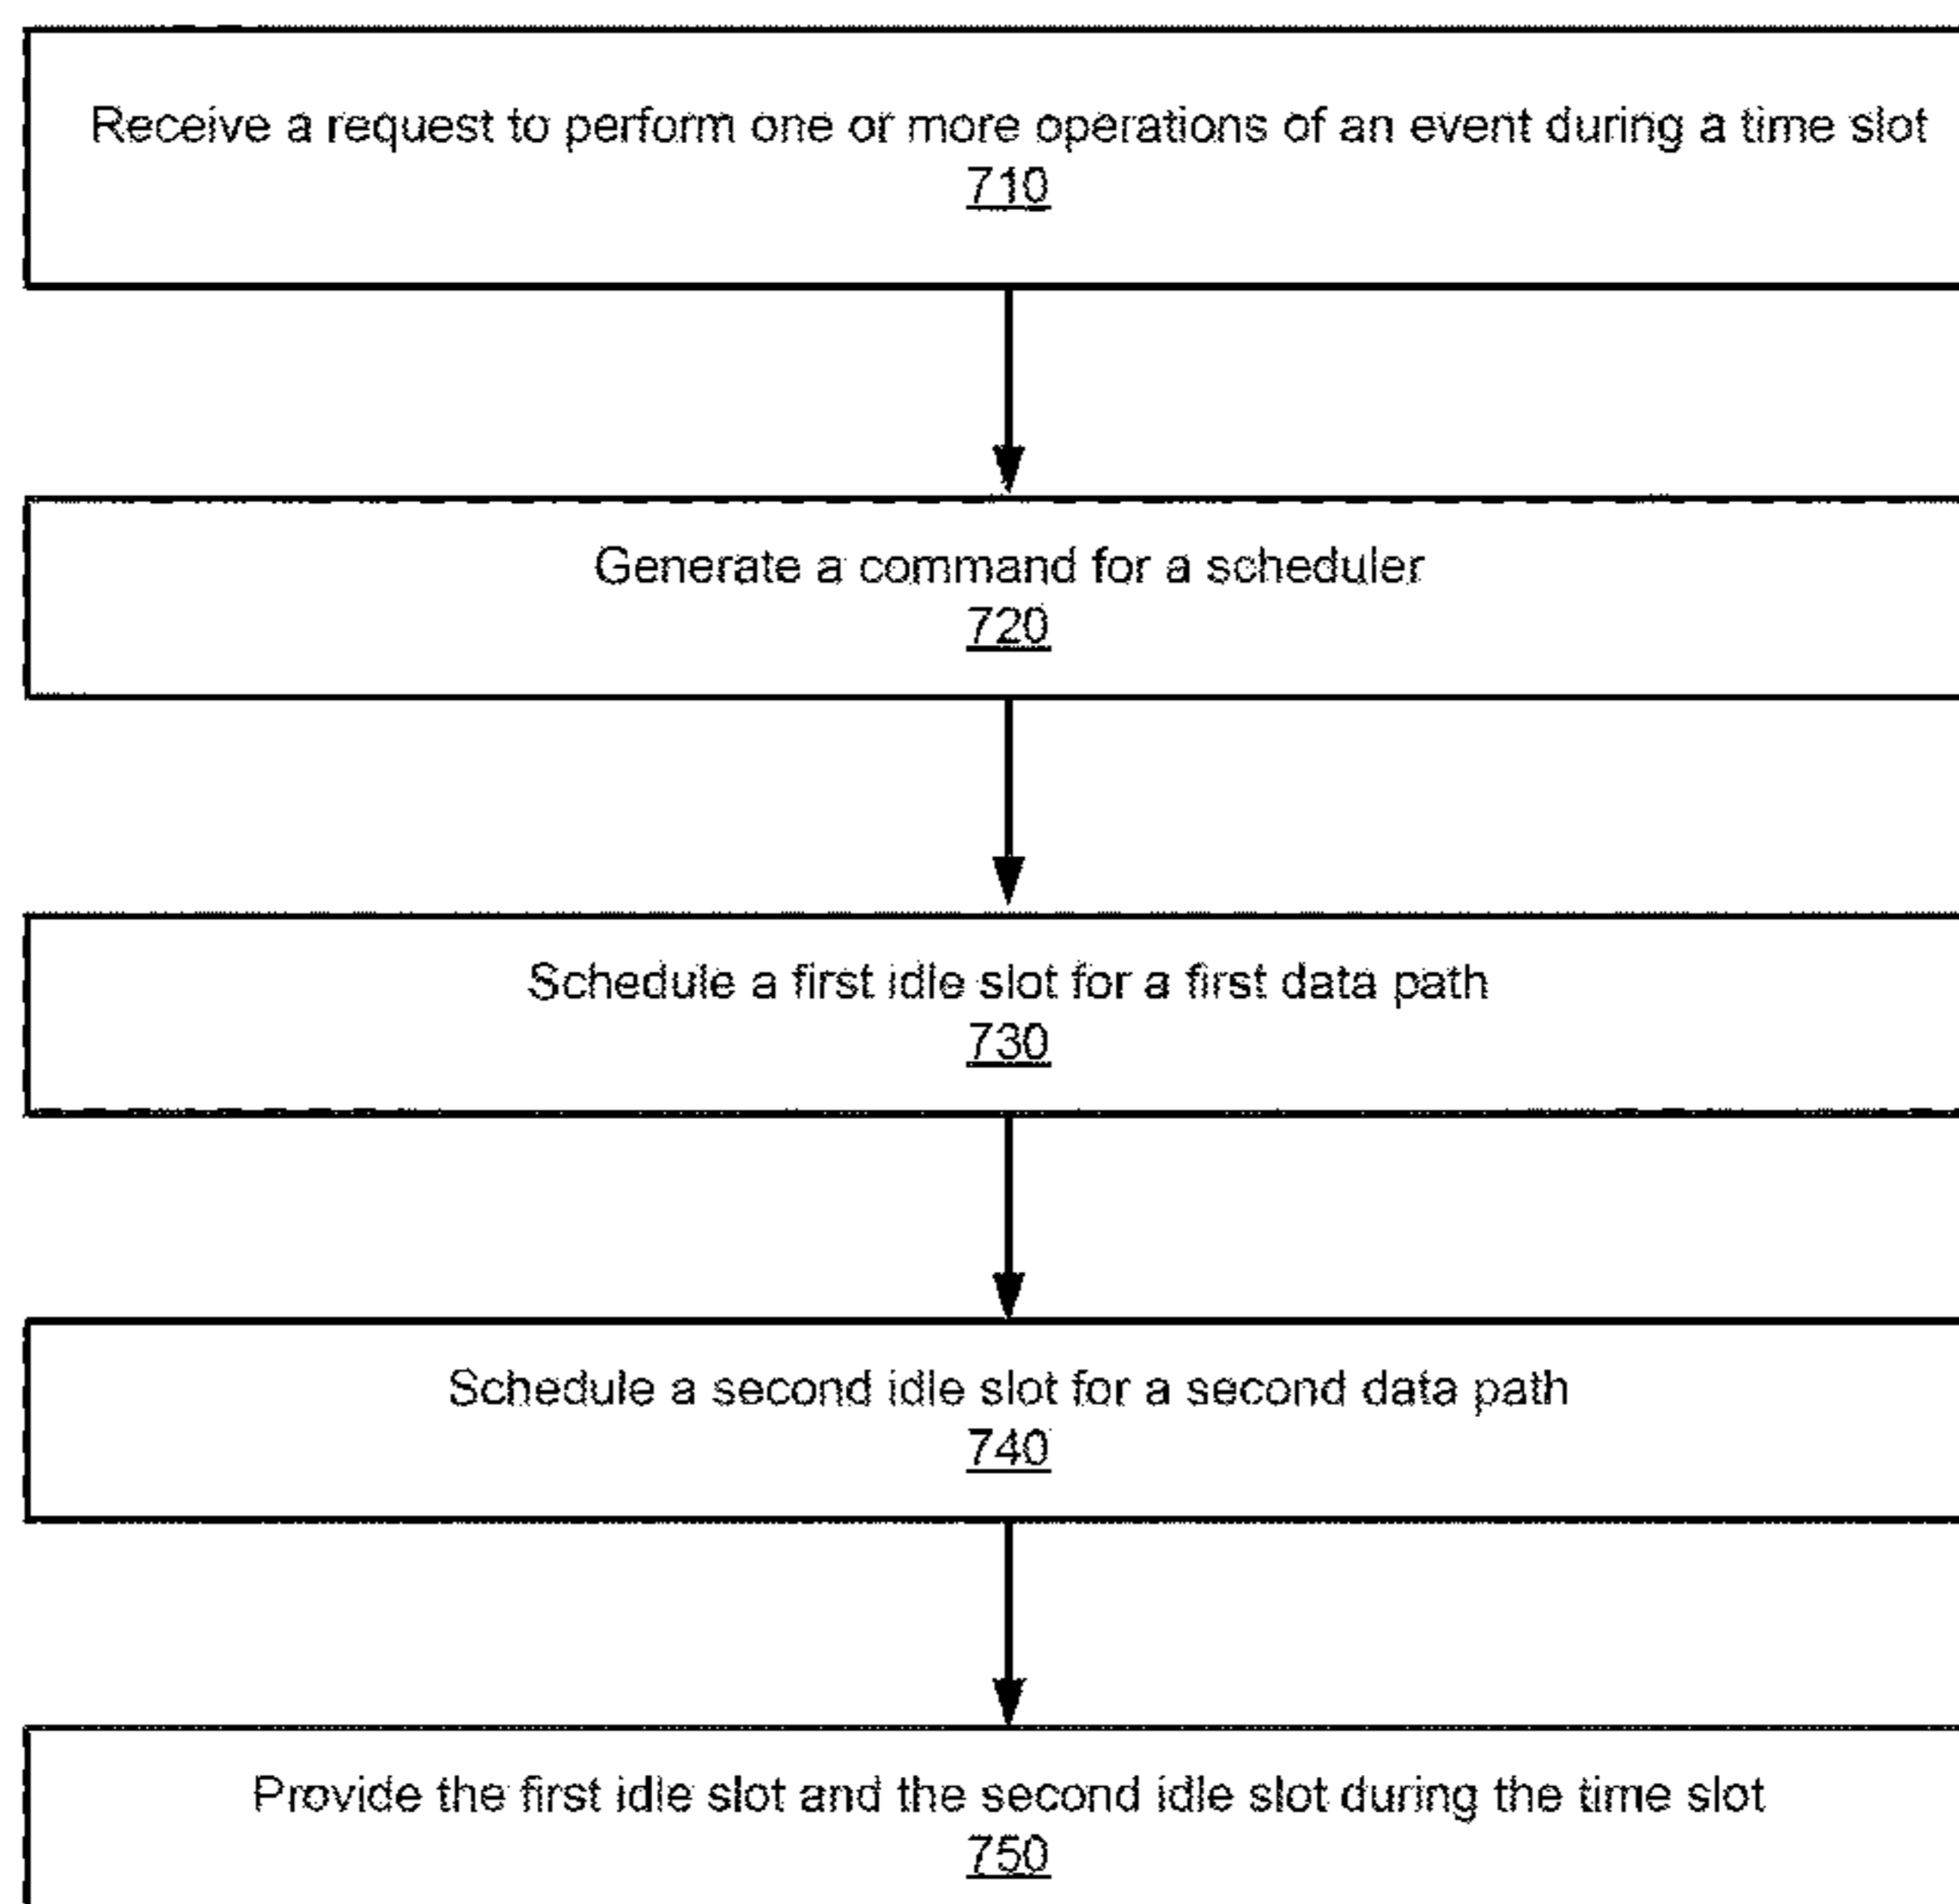 Receive a request to perform one or more operations of an event during a time slot
710
Generate a command for a scheduler
720
Schedule a first idle slot for a first data path
730
Schedule a second idle slot for a second data path
740
Provide the first idle slot and the second idle slot during the time slot
750